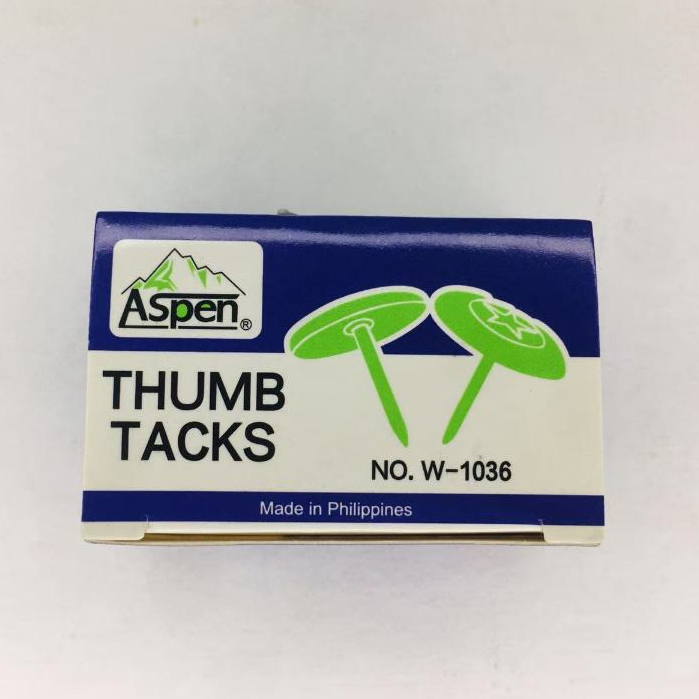 Aspen®
THUMB
TACKS
NO. W-1036
Made in Philippines